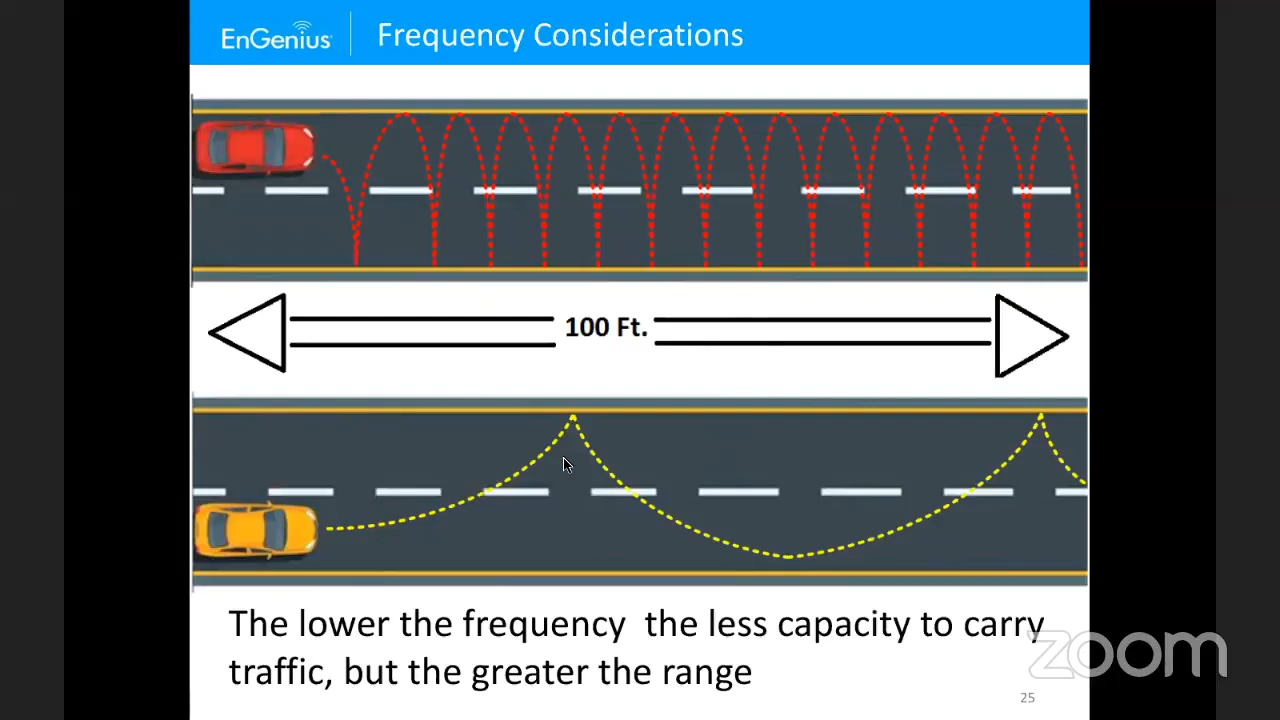 EnGenius
Frequency Considerations
100 Ft.
The lower the frequency the less capacity to carry
traffic, but the greater the range
zoom
25